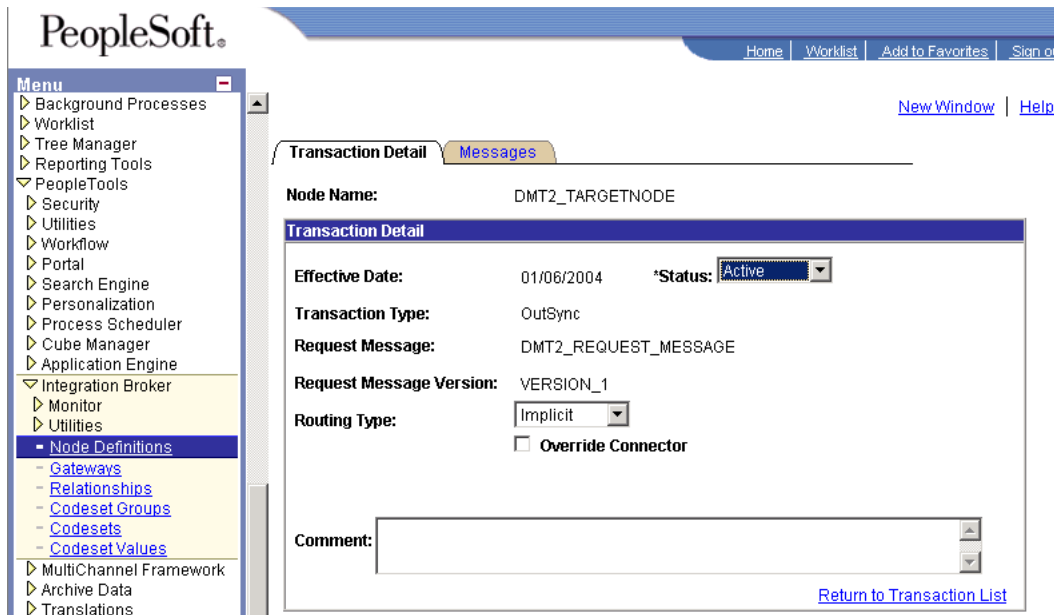 PeopleSoft®
Home Worklist Add to Favorites Sign ou
New Window Help
Menu
Background Processes
Worklist
Tree Manager
Reporting Tools
PeopleTools
Security
Utilities
Workflow
Portal
Search Engine
Personalization
Process Scheduler
Cube Manager
Application Engine
Integration Broker
Monitor
Utilities
Node Definitions
Gateways
Relationships
Codeset Groups
Codesets
Codeset Values
MultiChannel Framework
Archive Data
Translations
Transaction Detail Messages
Node Name: DMT2_TARGETNODE
Transaction Detail
Effective Date: 01/06/2004 *Status: Active
Transaction Type: OutSync
Request Message: DMT2_REQUEST_MESSAGE
Request Message Version: VERSION_1
Routing Type: Implicit
Override Connector
Comment:
Return to Transaction List